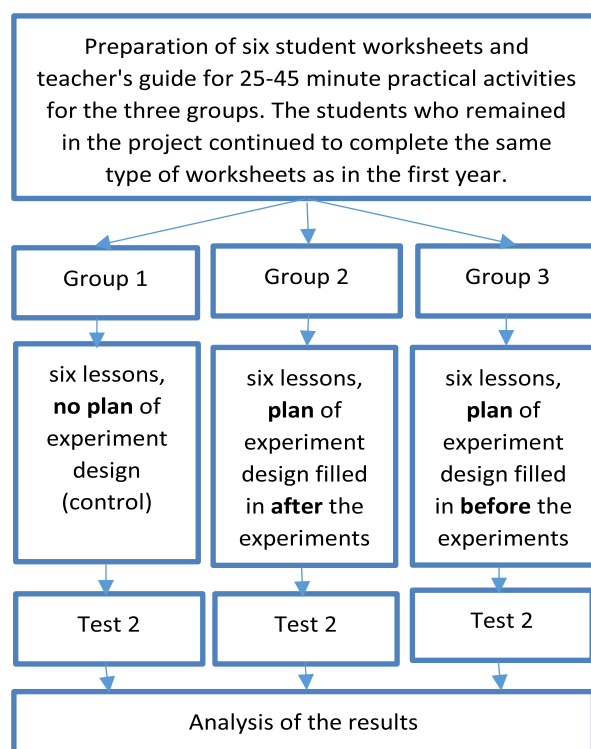 Preparation of six student worksheets and
teacher's guide for 25-45 minute practical activities
for the three groups. The students who remained
in the project continued to complete the same
type of worksheets as in the first year.
Group 1
Group 2
Group 3
six lessons,
no plan of
experiment
design
(control)
six lessons,
plan of
experiment
design filled
in after the
experiments
six lessons,
plan of
experiment
design filled
in before the
experiments
Test 2
Test 2
Test 2
Analysis of the results